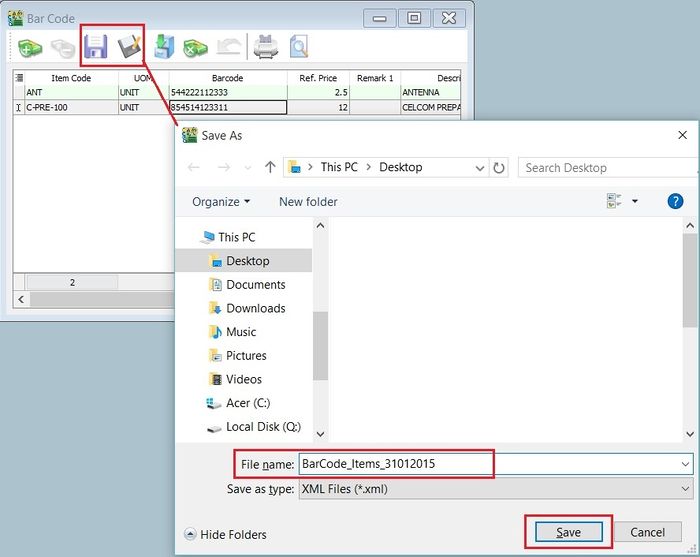 Bar Code
Item Code UOM Barcode Ref. Price Remark 1 Descri
ANT UNIT 544222112333 2.5 ANTENNA
C-PRE-100 UNIT 854514123311 12 CELCOM PREPA
2
Save As
This PC > Desktop
Search Desktop
Organize New folder
This PC
Desktop
Documents
Downloads
Music
Pictures
Videos
Acer (C:)
Local Disk (Q:)
File name: BarCode_Items_31012015
Save as type: XML Files (*.xml)
Hide Folders Save Cancel